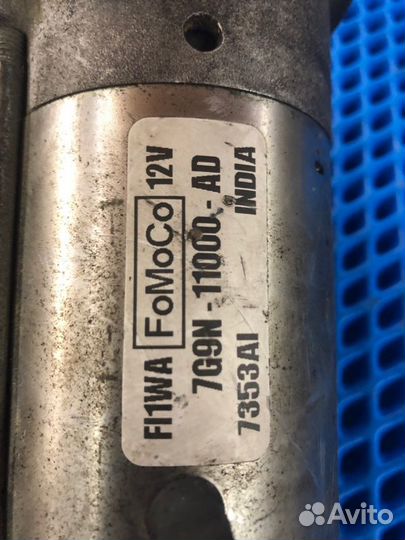 FI1WA FoMoCo 12V
7G9N - 11000 - AD
7353AI INDIA
Avito